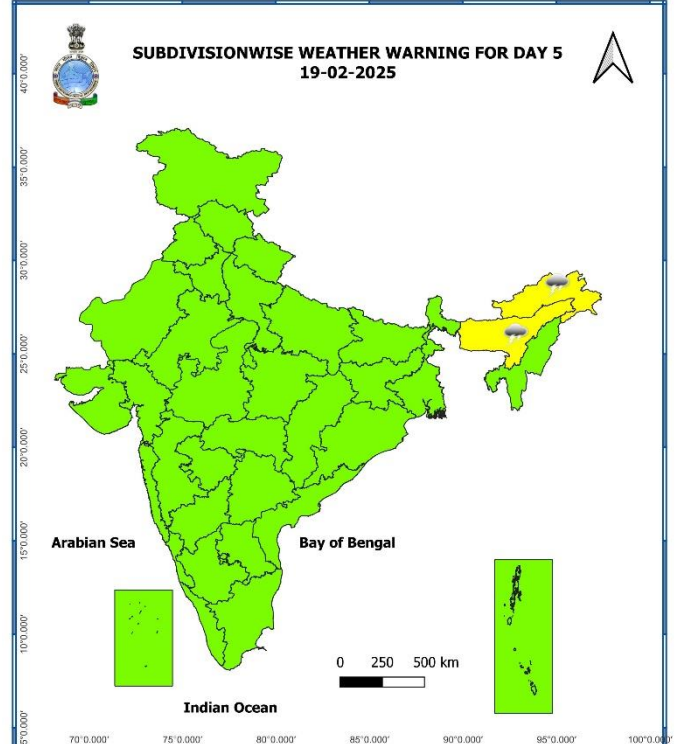 SUBDIVISIONWISE WEATHER WARNING FOR DAY 5
19-02-2025
40°0.000'
35°0.000'
30°0.000'
25°0.000'
20°0.000'
15°0.000'
10°0.000'
5°0.000'
Arabian Sea
Bay of Bengal
0 250 500 km
Indian Ocean
70°0.000' 75°0.000' 80°0.000' 85°0.000' 90°0.000' 95°0.000' 100°0.000'